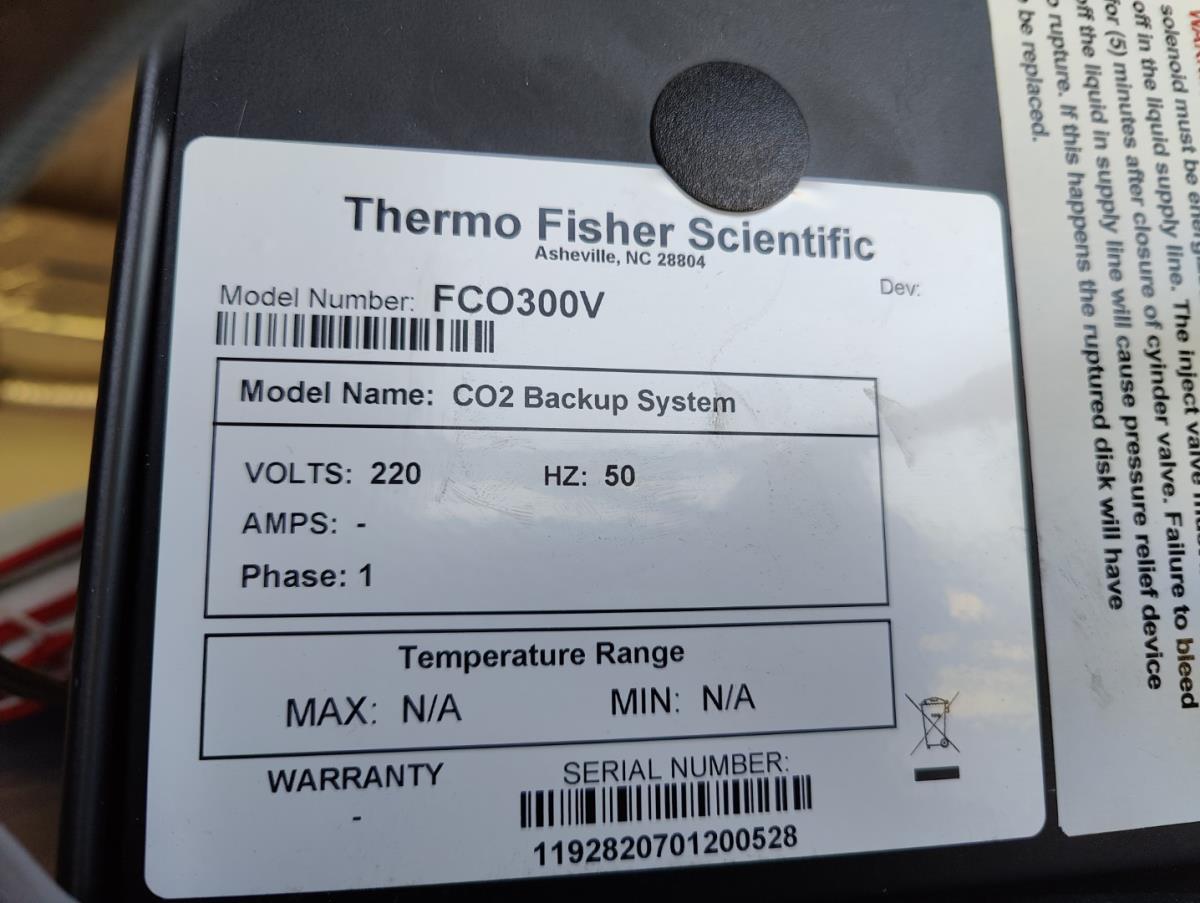 Thermo Fisher Scientific
Asheville, NC 28804
Dev:
Model Number: FCO300V
Model Name: CO2 Backup System
VOLTS: 220 HZ: 50
AMPS: -
Phase: 1
Temperature Range
MAX: N/A MIN: N/A
WARRANTY
-
SERIAL NUMBER:
1192820701200528
solenoid must be
off in the liquid supply line. The inject valve
for (5) minutes after closure of cyinder valve. Failure to bleed
off the liquid in supply line will cause pressure relief device
rupture. If this happens the ruptured disk will have
be replaced.